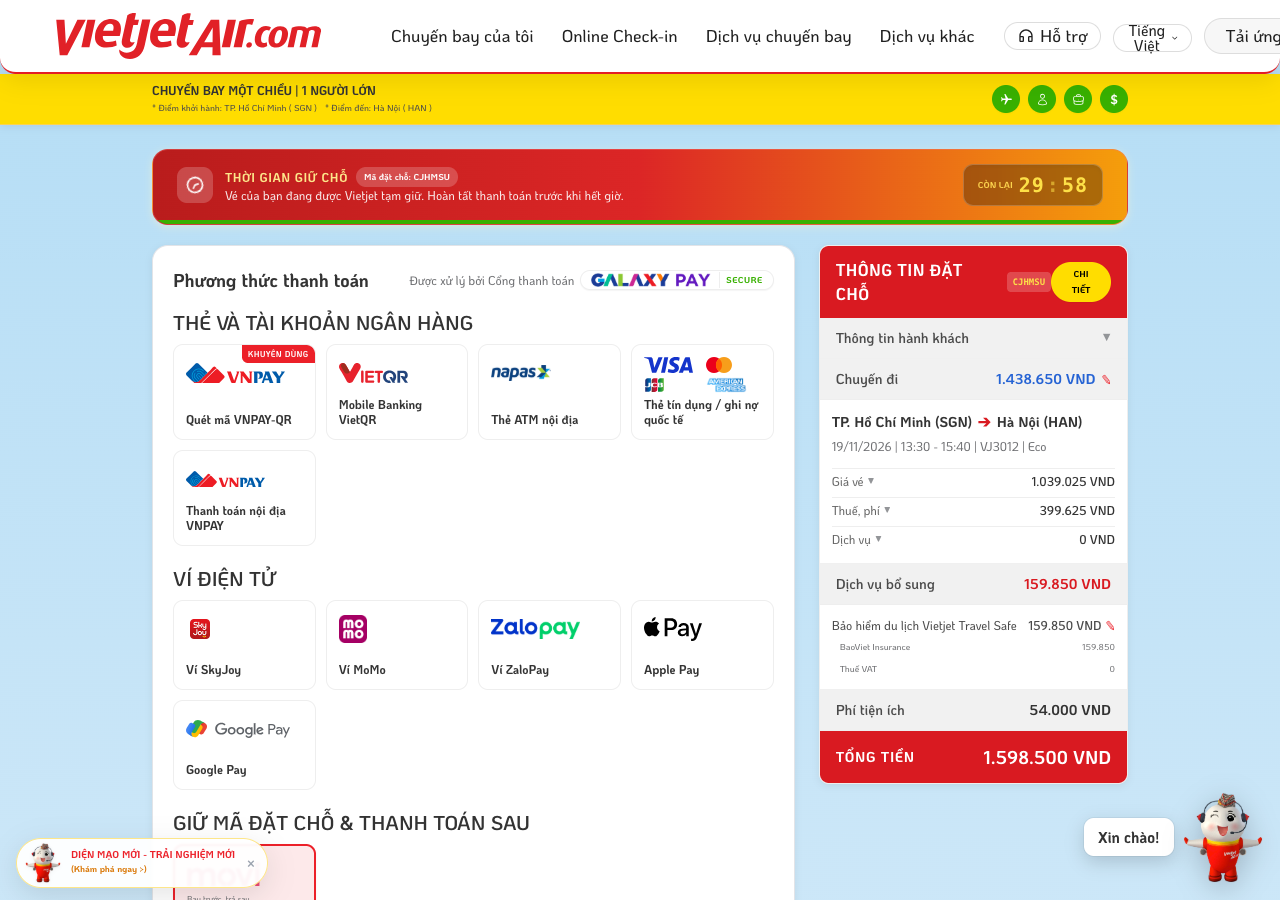 vietjetAir.com
Chuyến bay của tôi
Online Check-in
Dịch vụ chuyến bay
Dịch vụ khác
Hỗ trợ
Tiếng Việt
Tải ứng
CHUYẾN BAY MỘT CHIỀU | 1 NGƯỜI LỚN
* Điểm khởi hành: TP. Hồ Chí Minh ( SGN ) * Điểm đến: Hà Nội ( HAN )
$
THỜI GIAN GIỮ CHỖ Mã đặt chỗ: CJHMSU
Vé của bạn đang được Vietjet tạm giữ. Hoàn tất thanh toán trước khi hết giờ.
CÒN LẠI 29 : 58
Phương thức thanh toán
Được xử lý bởi Cổng thanh toán GALAXY PAY SECURE
THẺ VÀ TÀI KHOẢN NGÂN HÀNG
KHUYÊN DÙNG
VNPAY
Quét mã VNPAY-QR
VIETQR
Mobile Banking
VietQR
napas
Thẻ ATM nội địa
VISA
JCB
AMERICAN EXPRESS
Thẻ tín dụng / ghi nợ
quốc tế
VNPAY
Thanh toán nội địa
VNPAY
VÍ ĐIỆN TỬ
Sky Joy
Ví SkyJoy
mo mo
Ví MoMo
Zalopay
Ví ZaloPay
Pay
Apple Pay
Google Pay
Google Pay
GIỮ MÃ ĐẶT CHỖ & THANH TOÁN SAU
movi
Bay trước, trả sau
THÔNG TIN ĐẶT
CHỖ
CJHMSU
CHI
TIẾT
Thông tin hành khách ▼
Chuyến đi 1.438.650 VND
TP. Hồ Chí Minh (SGN) ➔ Hà Nội (HAN)
19/11/2026 | 13:30 - 15:40 | VJ3012 | Eco
Giá vé ▼ 1.039.025 VND
Thuế, phí ▼ 399.625 VND
Dịch vụ ▼ 0 VND
Dịch vụ bổ sung 159.850 VND
Bảo hiểm du lịch Vietjet Travel Safe 159.850 VND
BaoViet Insurance 159.850
Thuế VAT 0
Phí tiện ích 54.000 VND
TỔNG TIỀN 1.598.500 VND
DIỆN MẠO MỚI - TRẢI NGHIỆM MỚI
(Khám phá ngay >)
×
Xin chào!